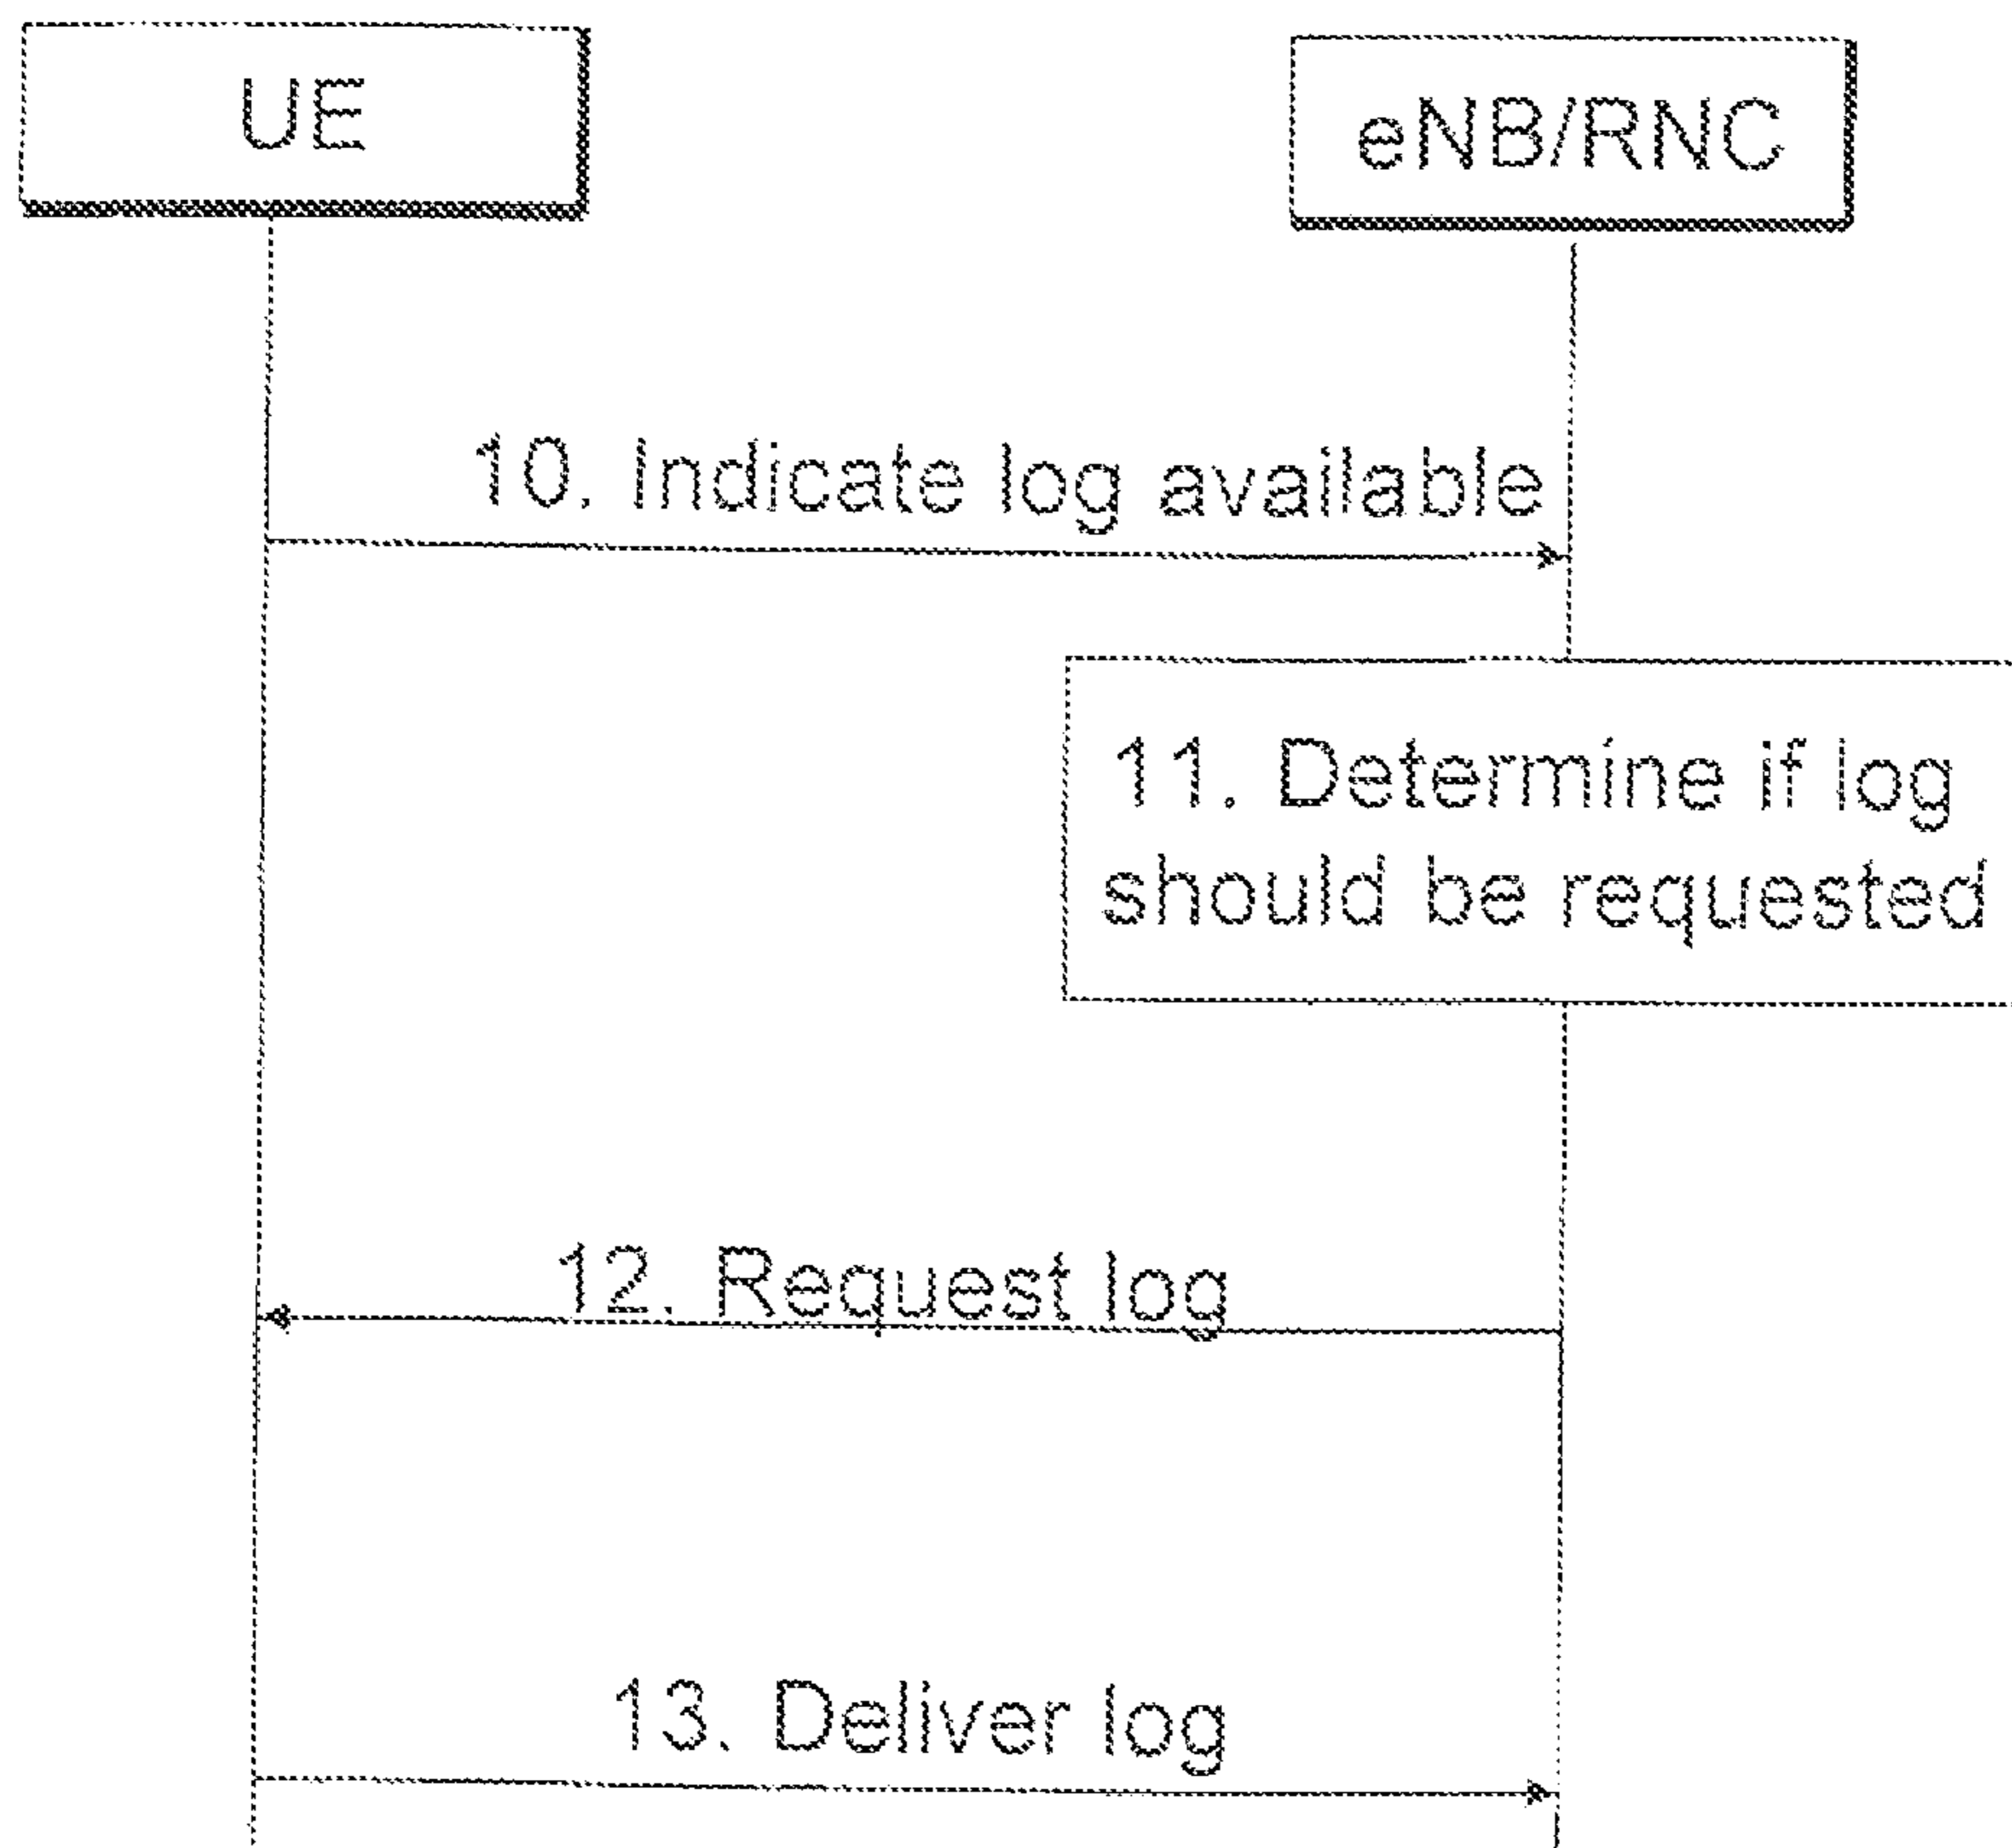 UE
eNB/RNC
10. Indicate log available
11. Determine if log
should be requested
12. Request log
13. Deliver log